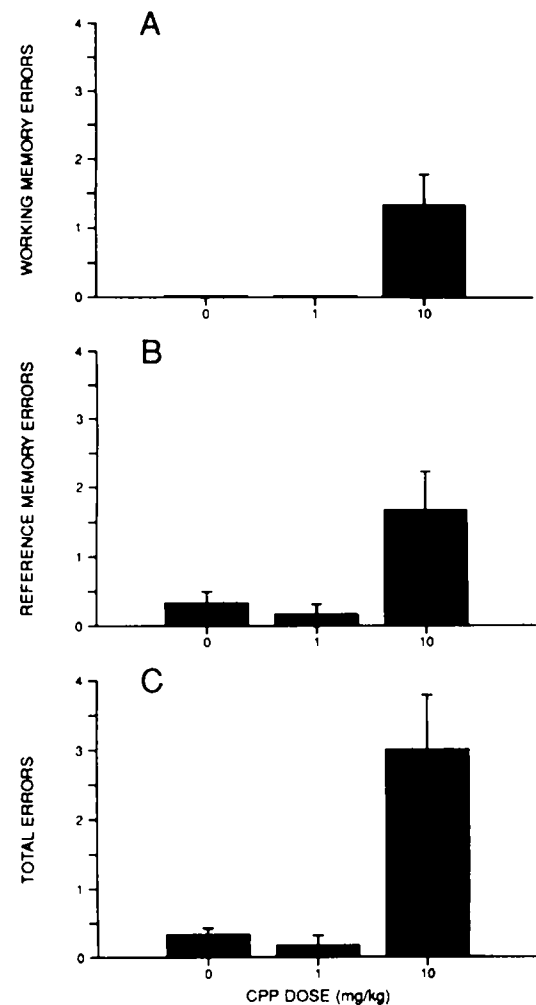 A
WORKING MEMORY ERRORS
4
3
2
1
0
0 1 10
B
REFERENCE MEMORY ERRORS
4
3
2
1
0
0 1 10
C
TOTAL ERRORS
4
3
2
1
0
0 1 10
CPP DOSE (mg/kg)